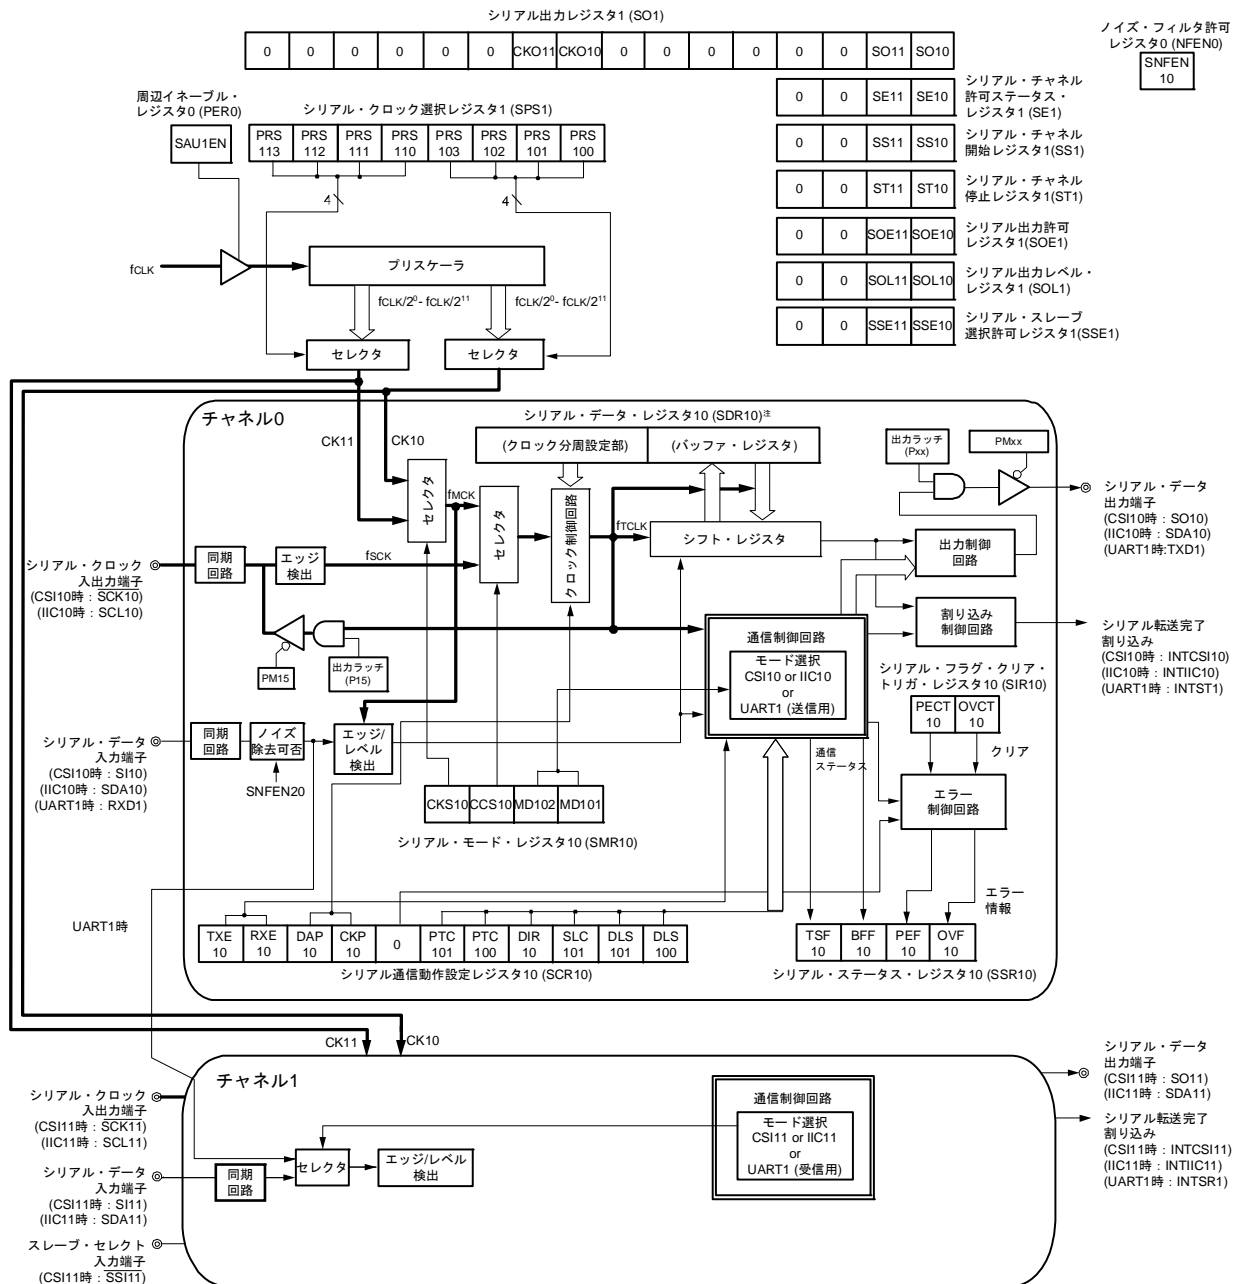 シリアル出力レジスタ1 (SO1)
0 0 0 0 0 0 CKO11 CKO10 0 0 0 0 0 0 SO11 SO10
ノイズ・フィルタ許可
レジスタ0 (NFEN0)
SNFEN
10
0 0 SE11 SE10
シリアル・チャネル
許可ステータス・
レジスタ1 (SE1)
0 0 SS11 SS10
シリアル・チャネル
開始レジスタ1(SS1)
0 0 ST11 ST10
シリアル・チャネル
停止レジスタ1(ST1)
0 0 SOE11 SOE10
シリアル出力許可
レジスタ1(SOE1)
0 0 SOL11 SOL10
シリアル出力レベル・
レジスタ1 (SOL1)
0 0 SSE11 SSE10
シリアル・スレーブ
選択許可レジスタ1(SSE1)
周辺イネーブル・
レジスタ0 (PER0)
SAU1EN
シリアル・クロック選択レジスタ1 (SPS1)
PRS PRS PRS PRS PRS PRS PRS PRS
113 112 111 110 103 102 101 100
4
4
fCLK
プリスケーラ
fCLK/2⁰- fCLK/2¹¹
fCLK/2⁰- fCLK/2¹¹
セレクタ
セレクタ
チャネル0
CK11
CK10
シリアル・データ・レジスタ10 (SDR10)注
(クロック分周設定部)
(バッファ・レジスタ)
セレクタ
fMCK
セレクタ
クロック制御回路
fTCLK
シフト・レジスタ
出力ラッチ
(Pxx)
PMxx
シリアル・データ
出力端子
(CSI10時 : SO10)
(IIC10時 : SDA10)
(UART1時:TXD1)
出力制御
回路
シリアル・クロック
入出力端子
(CSI10時 : SCK10)
(IIC10時 : SCL10)
同期
回路
エッジ
検出
fSCK
PM15
出力ラッチ
(P15)
通信制御回路
モード選択
CSI10 or IIC10
or
UART1 (送信用)
割り込み
制御回路
シリアル転送完了
割り込み
(CSI10時 : INTCSI10)
(IIC10時 : INTIIC10)
(UART1時 : INTST1)
シリアル・フラグ・クリア・
トリガ・レジスタ10 (SIR10)
PECT OVCT
10 10
クリア
シリアル・データ
入力端子
(CSI10時 : SI10)
(IIC10時 : SDA10)
(UART1時 : RXD1)
同期
回路
ノイズ
除去可否
SNFEN20
エッジ/
レベル
検出
通信
ステータス
エラー
制御回路
CKS10 CCS10 MD102 MD101
シリアル・モード・レジスタ10 (SMR10)
エラー
情報
UART1時
TXE RXE DAP CKP 0 PTC PTC DIR SLC DLS DLS
10 10 10 10 101 100 10 101 101 100
シリアル通信動作設定レジスタ10 (SCR10)
TSF BFF PEF OVF
10 10 10 10
シリアル・ステータス・レジスタ10 (SSR10)
CK11
CK10
チャネル1
シリアル・クロック
入出力端子
(CSI11時 : SCK11)
(IIC11時 : SCL11)
シリアル・データ
入力端子
(CSI11時 : SI11)
(IIC11時 : SDA11)
スレーブ・セレクト
入力端子
(CSI11時 : SSI11)
同期
回路
セレクタ
エッジ/レベル
検出
通信制御回路
モード選択
CSI11 or IIC11
or
UART1 (受信用)
シリアル・データ
出力端子
(CSI11時 : SO11)
(IIC11時 : SDA11)
シリアル転送完了
割り込み
(CSI11時 : INTCSI11)
(IIC11時 : INTIIC11)
(UART1時 : INTSR1)